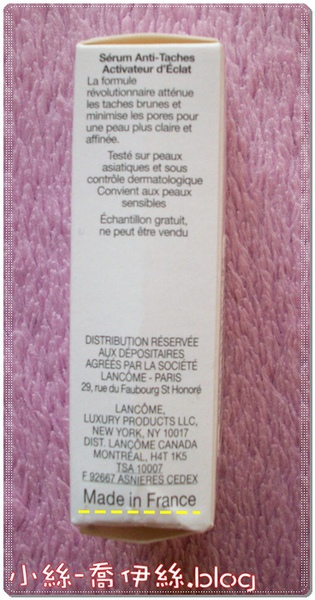 Sérum Anti-Taches
Activateur d'Éclat
La formule
révolutionnaire atténue
les taches brunes et
minimise les pores pour
une peau plus claire et
affinée.
Testé sur peaux
asiatiques et sous
contrôle dermatologique
Convient aux peaux
sensibles
Échantillon gratuit,
ne peut être vendu
DISTRIBUTION RÉSERVÉE
AUX DÉPOSITAIRES
AGRÉÉS PAR LA SOCIÉTÉ
LANCÔME - PARIS
29, rue du Faubourg St Honoré
LANCÔME,
LUXURY PRODUCTS LLC,
NEW YORK, NY 10017
DIST. LANCÔME CANADA
MONTRÉAL, H4T 1K5
TSA 10007
F 92667 ASNIERES CEDEX
Made in France
小絲-喬伊絲.blog